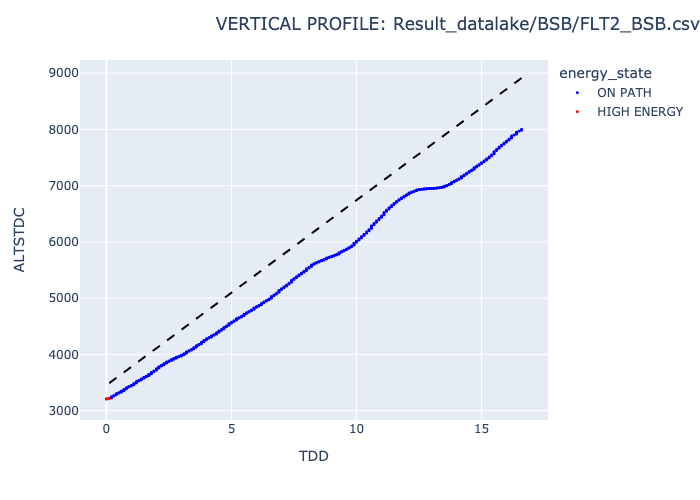 VERTICAL PROFILE: Result_datalake/BSB/FLT2_BSB.csv
energy_state
ON PATH
HIGH ENERGY
ALTSTDC
9000
8000
7000
6000
5000
4000
3000
0
5
10
15
TDD